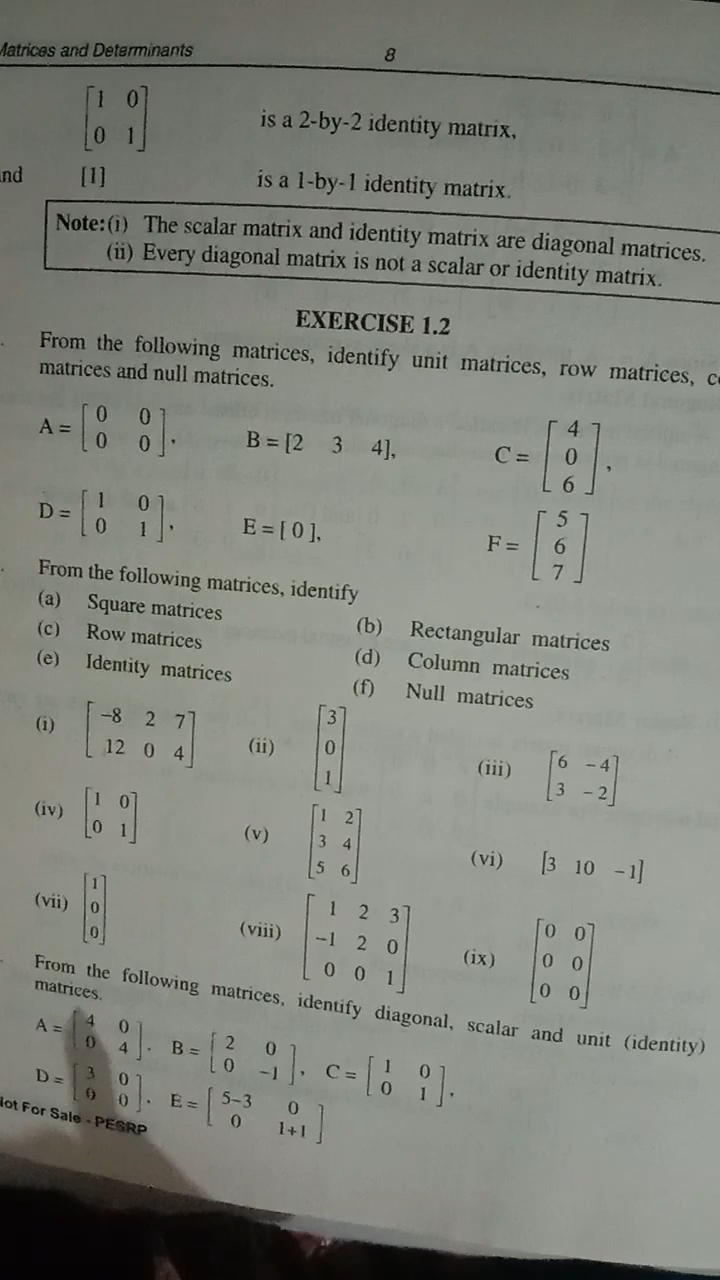 Matrices and Determinants 8
[1 0
0 1] is a 2-by-2 identity matrix,
and [1] is a 1-by-1 identity matrix.
Note:(i) The scalar matrix and identity matrix are diagonal matrices.
(ii) Every diagonal matrix is not a scalar or identity matrix.
EXERCISE 1.2
From the following matrices, identify unit matrices, row matrices,
matrices and null matrices.
A = [0 0
0 0], B = [2 3 4], C = [4
0
6],
D = [1 0
0 1], E = [ 0 ], F = [5
6
7]
From the following matrices, identify
(a) Square matrices (b) Rectangular matrices
(c) Row matrices (d) Column matrices
(e) Identity matrices (f) Null matrices
(i) [-8 2 7
12 0 4] (ii) [3
0
1] (iii) [6 -4
3 -2]
(iv) [1 0
0 1] (v) [1 2
3 4
5 6] (vi) [3 10 -1]
(vii) [1
0
0] (viii) [1 2 3
-1 2 0
0 0 1] (ix) [0 0
0 0
0 0]
From the following matrices, identify diagonal, scalar and unit (identity)
matrices.
A = [4 0
0 4]. B = [2 0
0 -1], C = [1 0
0 1],
D = [3 0
0 0]. E = [5-3 0
0 1+1]
Not For Sale - PESRP